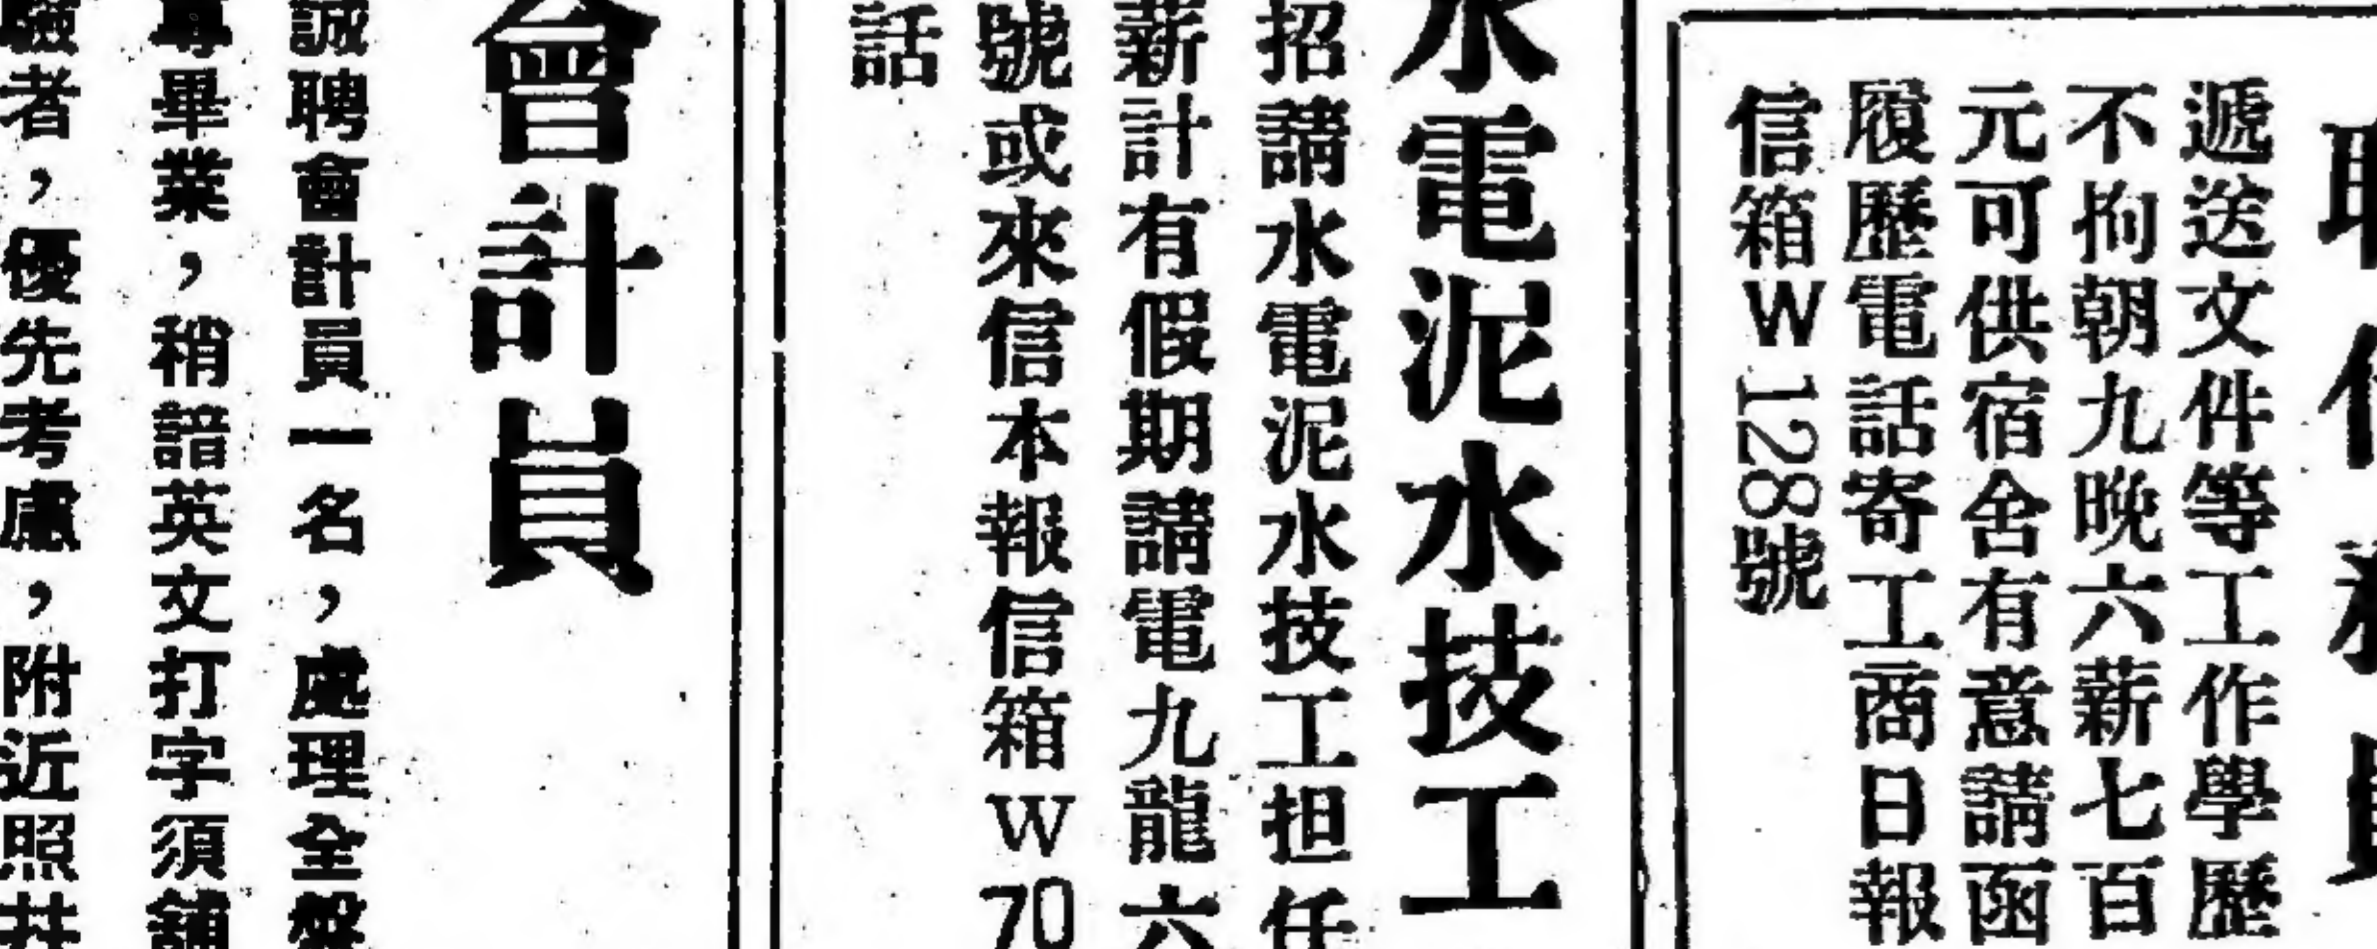 遞送文件等工作學歷
不拘朝九晚六薪七百
元可供宿舍有意請函
履歷電話寄工商日報
信箱W128號
水電泥水技工
招請水電泥水技工担任
薪計有假期請電九龍六
號或來信本報信箱W70
話
會計員
誠聘會計員一名，處理全盤
專畢業，稍諳英文打字須
驗者，優先考慮，附近照